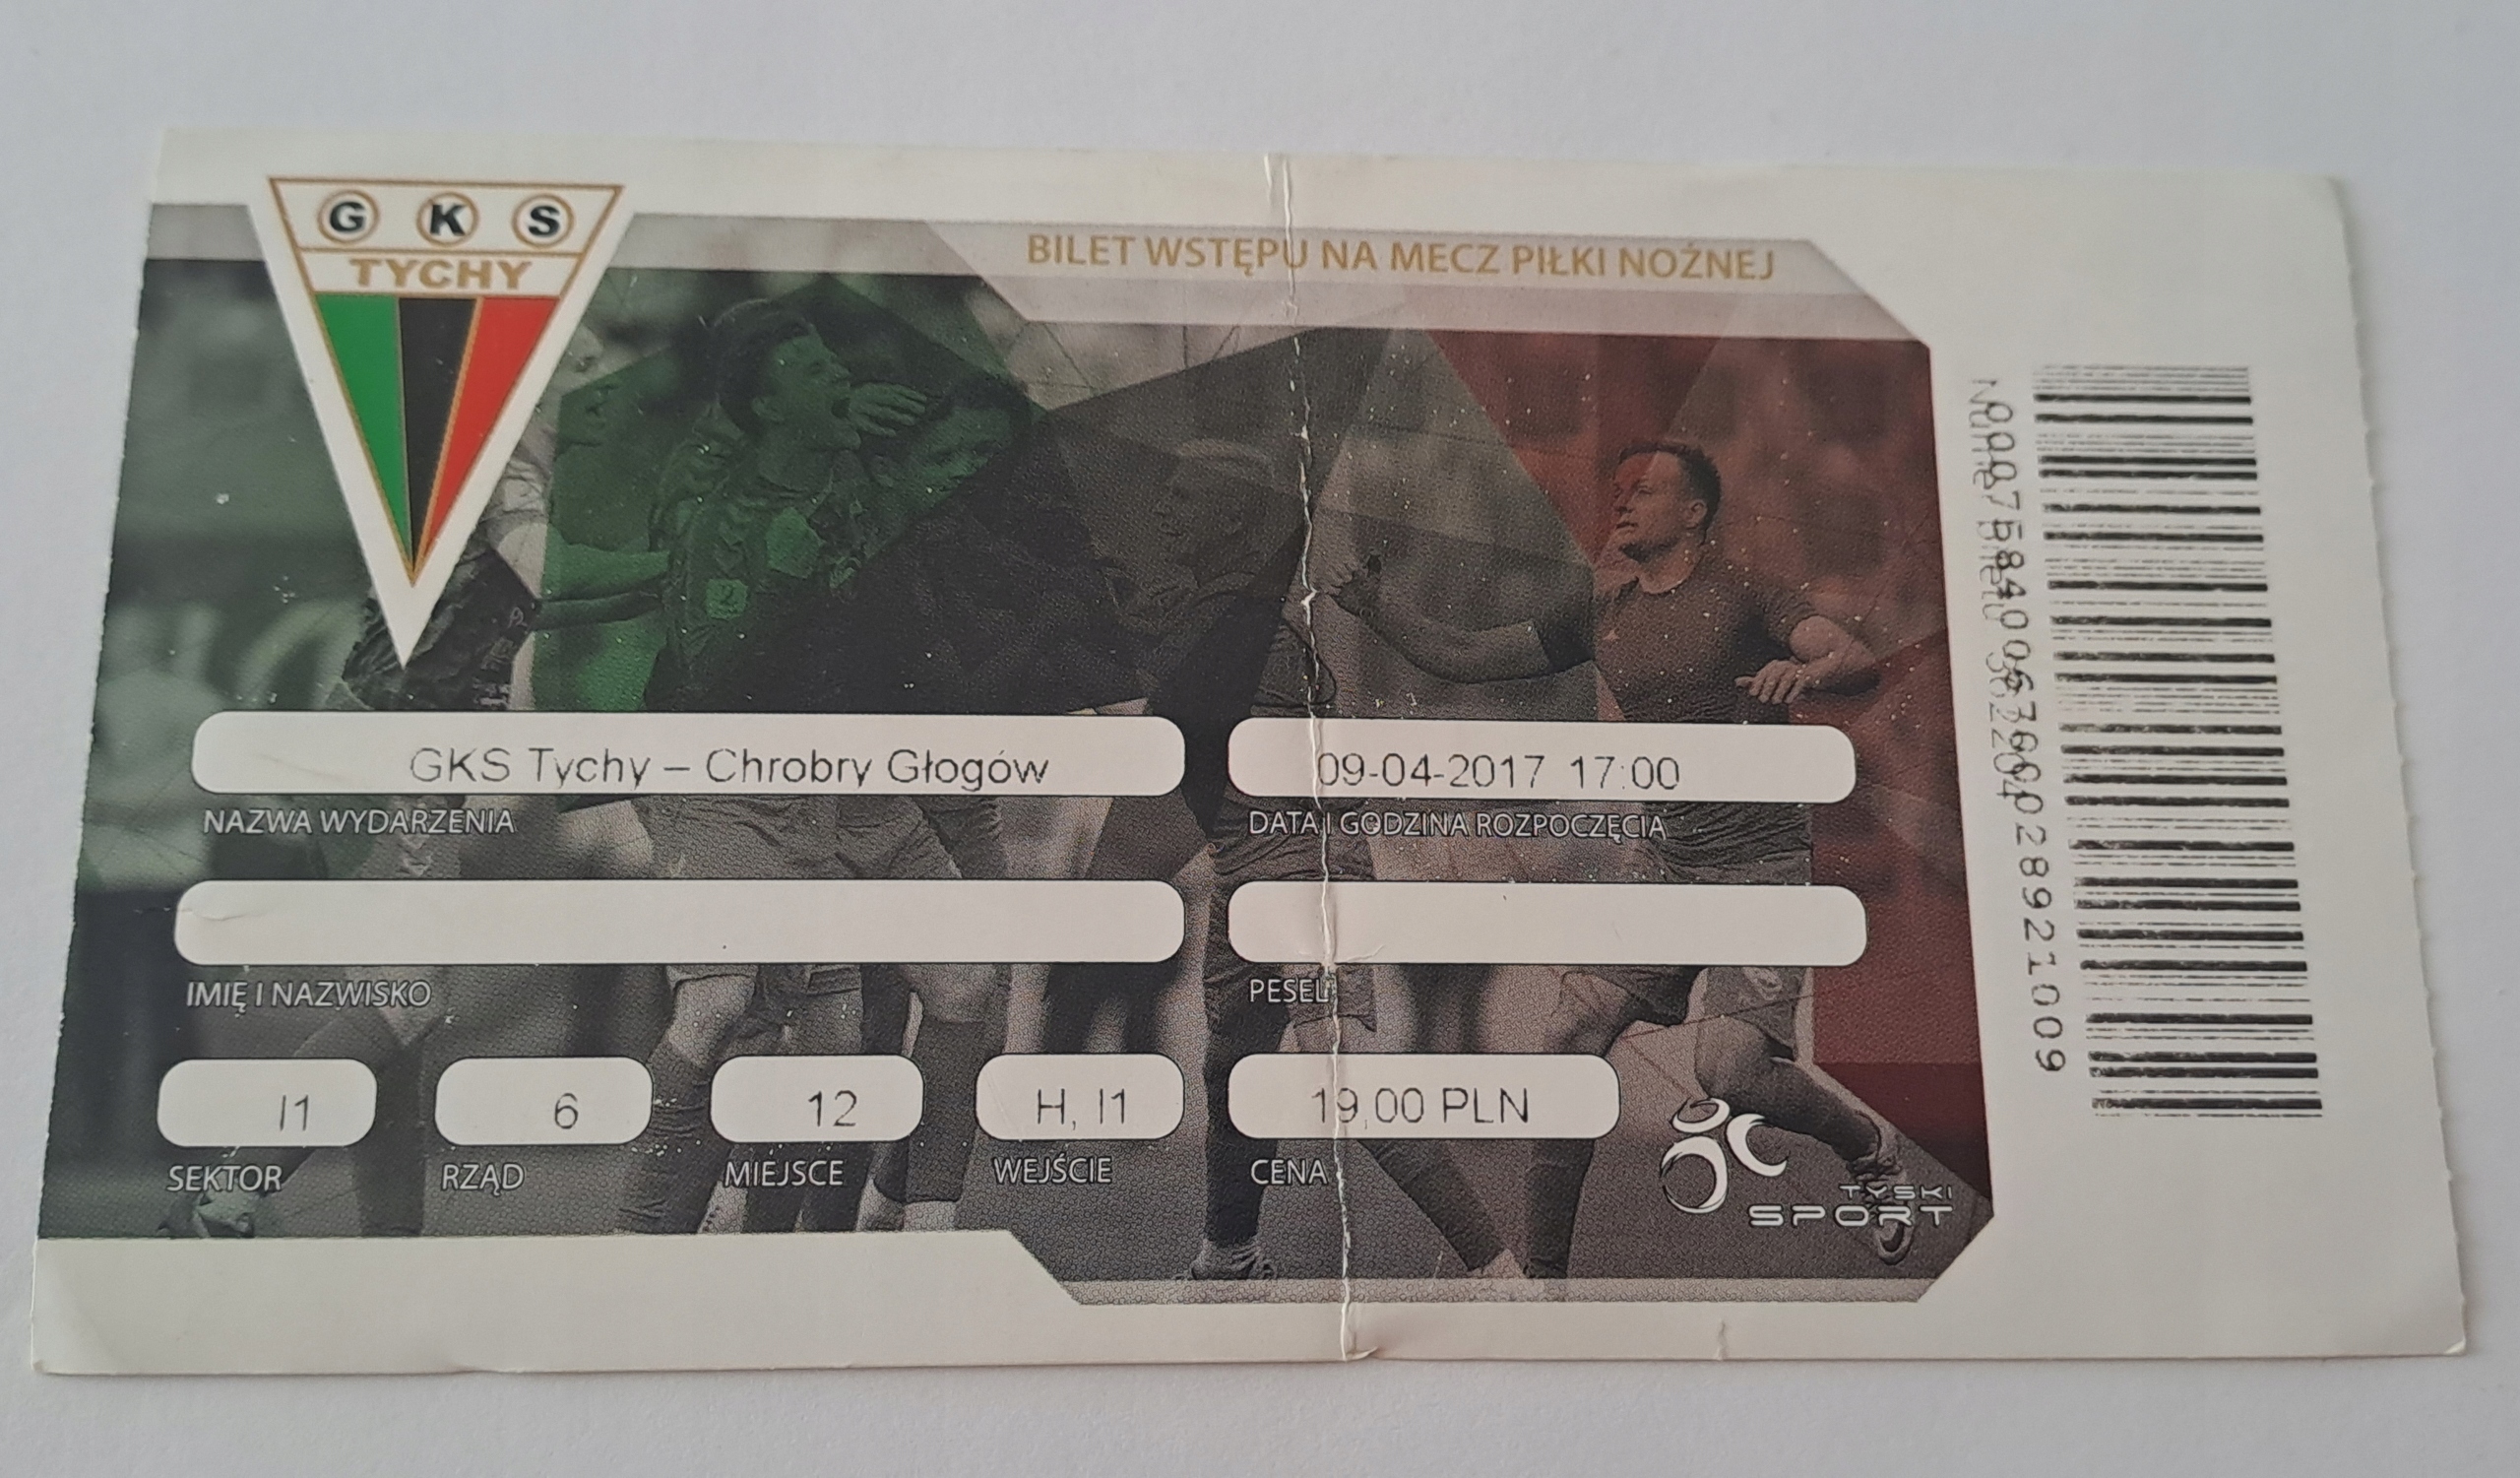 G K S
TYCHY
BILET WSTĘPU NA MECZ PIŁKI NOŻNEJ
GKS Tychy – Chrobry Głogów
09-04-2017 17:00
NAZWA WYDARZENIA
DATA I GODZINA ROZPOCZĘCIA
IMIĘ I NAZWISKO
PESEL
I1
6
12
H, I1
19,00 PLN
SEKTOR
RZĄD
MIEJSCE
WEJŚCIE
CENA
TYSKI
SPORT
Numer biletu